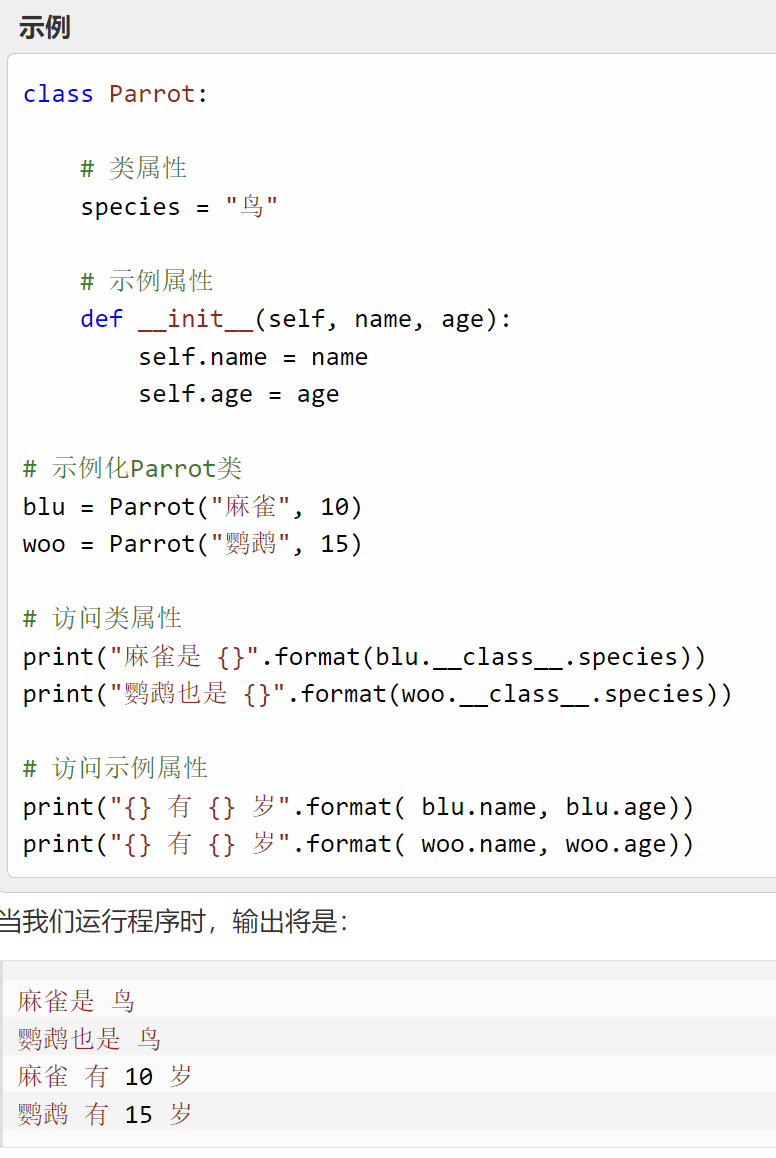 示例
class Parrot:
    # 类属性
    species = "鸟"
    # 示例属性
    def __init__(self, name, age):
        self.name = name
        self.age = age
# 示例化Parrot类
blu = Parrot("麻雀", 10)
woo = Parrot("鹦鹉", 15)
# 访问类属性
print("麻雀是 {}".format(blu.__class__.species))
print("鹦鹉也是 {}".format(woo.__class__.species))
# 访问示例属性
print("{} 有 {} 岁".format( blu.name, blu.age))
print("{} 有 {} 岁".format( woo.name, woo.age))
当我们运行程序时，输出将是：
麻雀是 鸟
鹦鹉也是 鸟
麻雀 有 10 岁
鹦鹉 有 15 岁